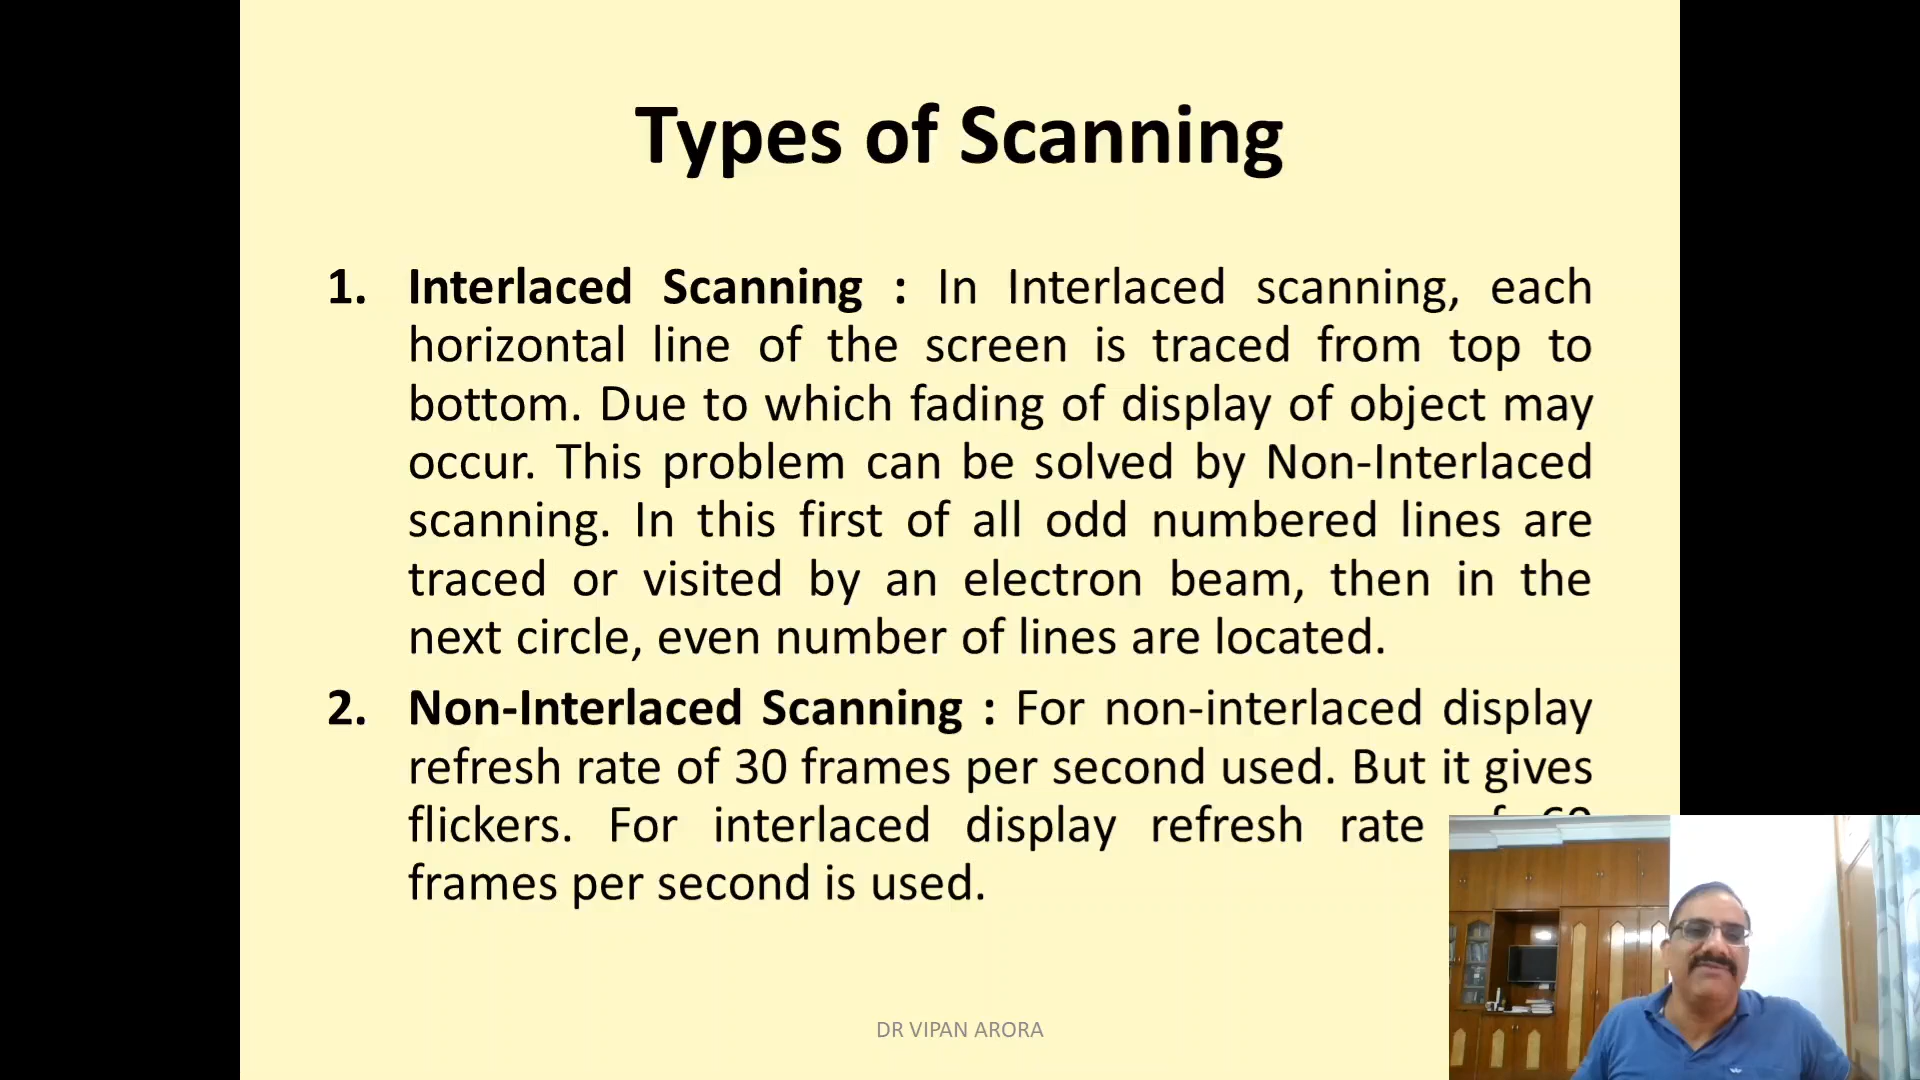 Types of Scanning
1. Interlaced Scanning : In Interlaced scanning, each
horizontal line of the screen is traced from top to
bottom. Due to which fading of display of object may
occur. This problem can be solved by Non-Interlaced
scanning. In this first of all odd numbered lines are
traced or visited by an electron beam, then in the
next circle, even number of lines are located.
2. Non-Interlaced Scanning : For non-interlaced display
refresh rate of 30 frames per second used. But it gives
flickers. For interlaced display refresh rate
frames per second is used.
DR VIPAN ARORA